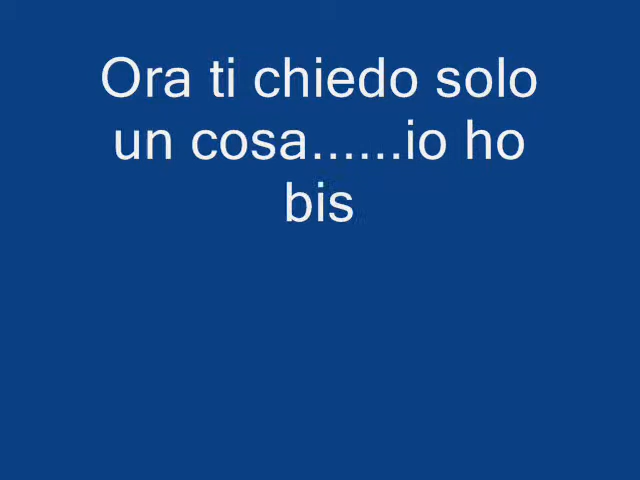 Ora ti chiedo solo
un cosa......io ho
bis